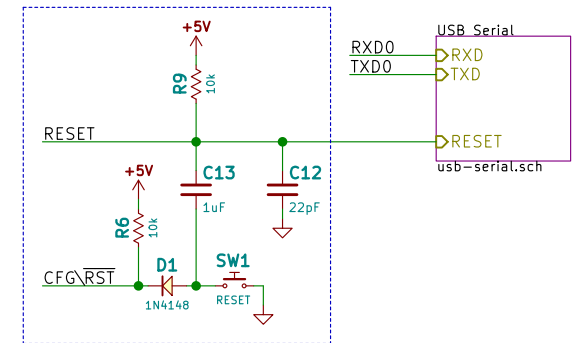 +5V
R9
10k
RESET
C13
1uF
C12
22pF
+5V
R6
10k
CFG\RST
D1
1N4148
SW1
RESET
USB Serial
RXD0
RXD
TXD0
TXD
RESET
usb-serial.sch